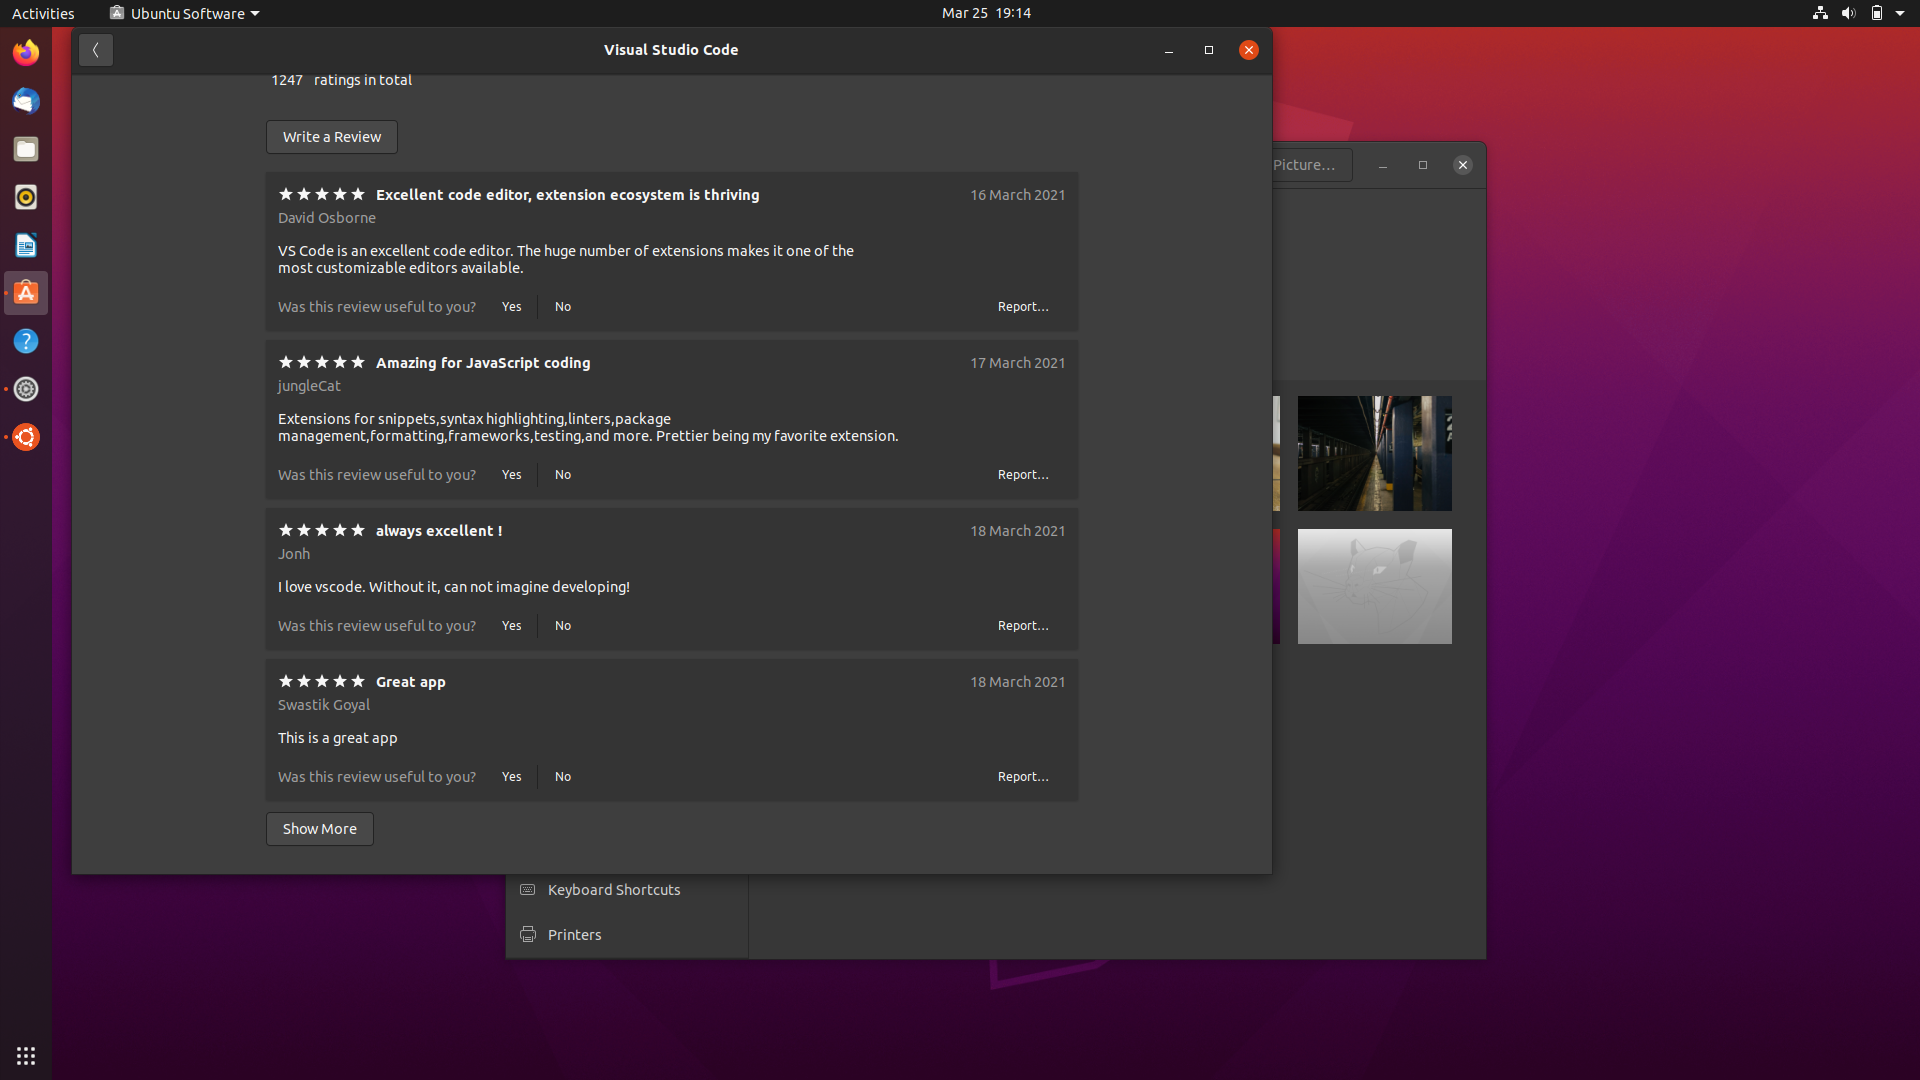 Activities
Ubuntu Software
Mar 25 19:14
Visual Studio Code
1247 ratings in total
Write a Review
Excellent code editor, extension ecosystem is thriving
16 March 2021
David Osborne
VS Code is an excellent code editor. The huge number of extensions makes it one of the
most customizable editors available.
Was this review useful to you? Yes No Report…
Amazing for JavaScript coding
17 March 2021
jungleCat
Extensions for snippets,syntax highlighting,linters,package
management,formatting,frameworks,testing,and more. Prettier being my favorite extension.
Was this review useful to you? Yes No Report…
always excellent !
18 March 2021
Jonh
I love vscode. Without it, can not imagine developing!
Was this review useful to you? Yes No Report…
Great app
18 March 2021
Swastik Goyal
This is a great app
Was this review useful to you? Yes No Report…
Show More
Picture…
Keyboard Shortcuts
Printers